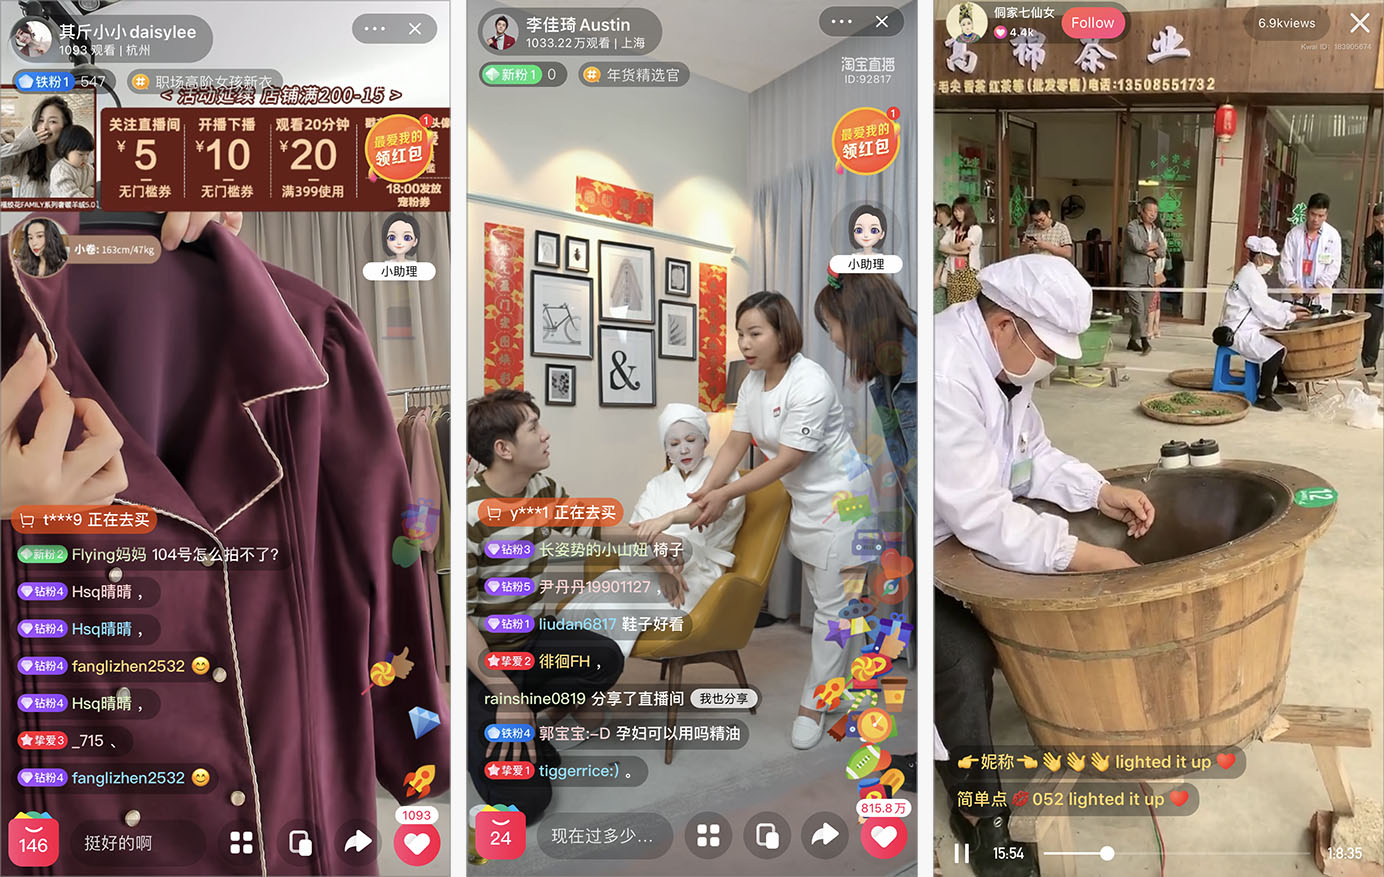 其斤小小daisylee
1093 观看 | 杭州
铁粉1 547
# 职场高阶女孩新衣
< 活动延续 店铺满200-15 >
关注直播间
¥5
无门槛券
开播下播
¥10
无门槛券
观看20分钟
¥20
满399使用
18:00发放
宠粉券
最爱我的
领红包
1
小卷: 163cm/47kg
小助理
t***9 正在去买
新粉2 Flying妈妈 104号怎么拍不了?
钻粉4 Hsq晴晴 ，
钻粉4 Hsq晴晴 ，
钻粉4 fanglizhen2532 😊
钻粉4 Hsq晴晴 ，
挚爱3 _715 、
钻粉4 fanglizhen2532 😊
146
挺好的啊
1093
李佳琦Austin
1033.22万观看 | 上海
新粉1 0
# 年货精选官
淘宝直播
ID:92817
最爱我的
领红包
1
小助理
&
y***1 正在去买
钻粉3 长姿势的小山妞 椅子
钻粉5 尹丹丹19901127 ，
钻粉1 liudan6817 鞋子好看
挚爱2 徘徊FH ，
rainshine0819 分享了直播间 我也分享
铁粉4 郭宝宝:–D 孕妇可以用吗精油
挚爱1 tiggerrice:) 。
24
现在过多少...
815.8万
侗家七仙女
4.4k
Follow
6.9kviews
Kwai ID: 183905674
锦茶业
毛尖 香茶 红茶等(批发零售)电话:13508551732
12
👉妮称👈👋👋👋 lighted it up ❤️
简单点💋052 lighted it up ❤️
15:54
1:8:35